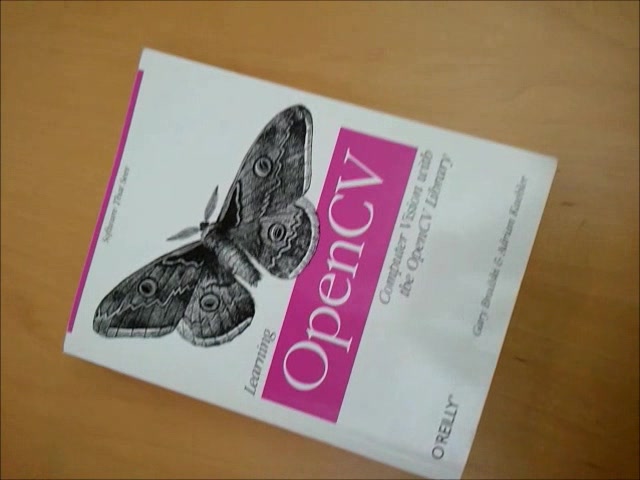 Software That Sees
Learning
OpenCV
Computer Vision with
the OpenCV Library
Gary Bradski & Adrian Kaehler
O'REILLY®